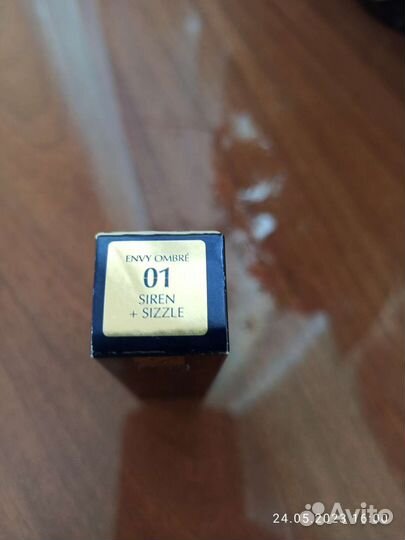 ENVY OMBRÉ
01
SIREN
+ SIZZLE
24.05.2023 16:00
Avito